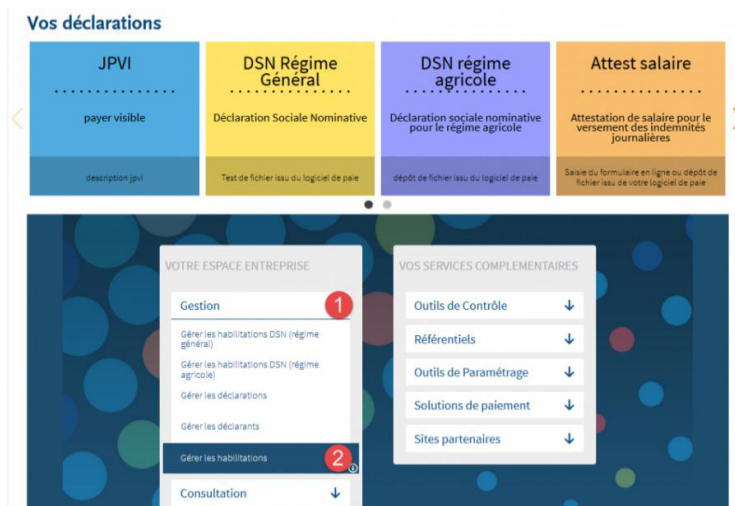 Vos déclarations
JPVI
payer visible
description jpvi
DSN Régime
Général
Déclaration Sociale Nominative
Test de fichier issu du logiciel de paie
DSN régime
agricole
Déclaration sociale nominative
pour le régime agricole
dépôt de fichier issu du logiciel de paie
Attest salaire
Attestation de salaire pour le
versement des indemnités
journalières
Saisie du formulaire en ligne ou dépôt de
fichier issu de votre logiciel de paie
VOTRE ESPACE ENTREPRISE
Gestion 1
Gérer les habilitations DSN (régime
général)
Gérer les habilitations DSN (régime
agricole)
Gérer les déclarations
Gérer les déclarants
Gérer les habilitations 2
Consultation
VOS SERVICES COMPLEMENTAIRES
Outils de Contrôle
Référentiels
Outils de Paramétrage
Solutions de paiement
Sites partenaires